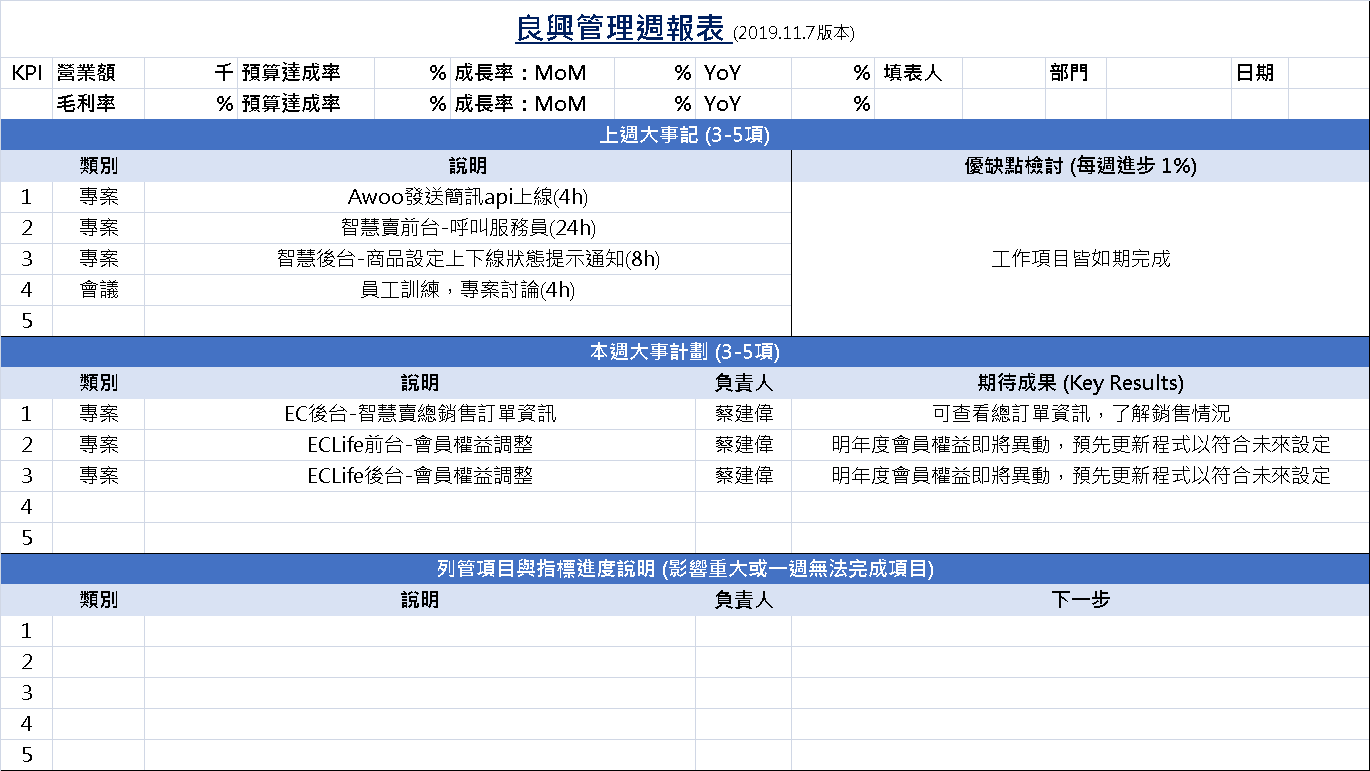 良興管理週報表 (2019.11.7版本)
KPI 營業額 千 預算達成率 % 成長率：MoM % YoY % 填表人 部門 日期
毛利率 % 預算達成率 % 成長率：MoM % YoY %
上週大事記 (3-5項)
類別 說明 優缺點檢討 (每週進步 1%)
1 專案 Awoo發送簡訊api上線(4h)
2 專案 智慧賣前台-呼叫服務員(24h)
3 專案 智慧後台-商品設定上下線狀態提示通知(8h) 工作項目皆如期完成
4 會議 員工訓練，專案討論(4h)
5
本週大事計劃 (3-5項)
類別 說明 負責人 期待成果 (Key Results)
1 專案 EC後台-智慧賣總銷售訂單資訊 蔡建偉 可查看總訂單資訊，了解銷售情況
2 專案 ECLife前台-會員權益調整 蔡建偉 明年度會員權益即將異動，預先更新程式以符合未來設定
3 專案 ECLife後台-會員權益調整 蔡建偉 明年度會員權益即將異動，預先更新程式以符合未來設定
4
5
列管項目與指標進度說明 (影響重大或一週無法完成項目)
類別 說明 負責人 下一步
1
2
3
4
5